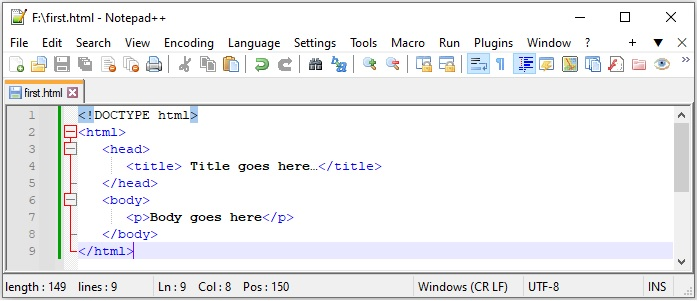 F:\first.html - Notepad++
File Edit Search View Encoding Language Settings Tools Macro Run Plugins Window ? + ▼ X
first.html
1 <!DOCTYPE html>
2 <html>
3 <head>
4 <title> Title goes here…</title>
5 </head>
6 <body>
7 <p>Body goes here</p>
8 </body>
9 </html>
length : 149 lines : 9 Ln : 9 Col : 8 Pos : 150 Windows (CR LF) UTF-8 INS